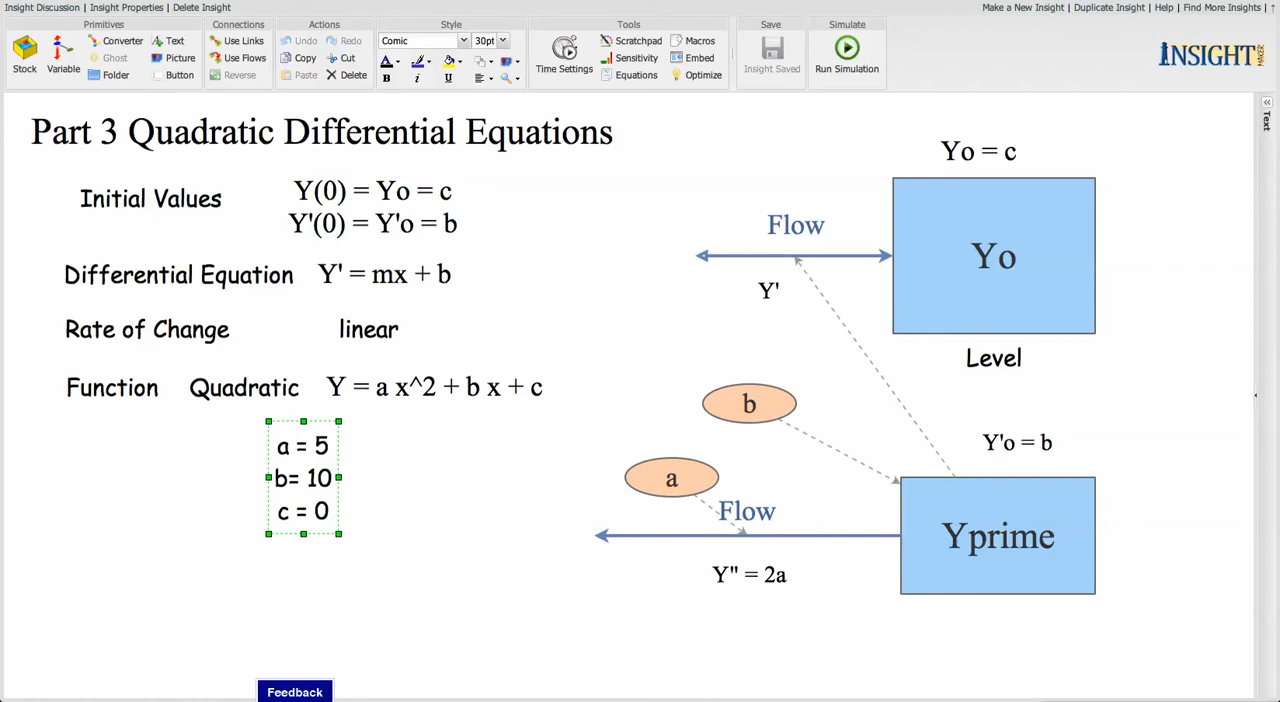 Insight Discussion | Insight Properties | Delete Insight
Make a New Insight | Duplicate Insight | Help | Find More Insights |
Primitives
Connections
Actions
Style
Tools
Save
Simulate
Stock
Variable
Converter
Ghost
Folder
Text
Picture
Button
Use Links
Use Flows
Reverse
Undo
Redo
Copy
Cut
Paste
Delete
Comic
30pt
A
B
i
U
Time Settings
Scratchpad
Sensitivity
Equations
Macros
Embed
Optimize
Insight Saved
Run Simulation
INSIGHT
Text
Part 3 Quadratic Differential Equations
Initial Values
Y(0) = Yo = c
Y'(0) = Y'o = b
Differential Equation Y' = mx + b
Rate of Change linear
Function Quadratic Y = a x^2 + b x + c
a = 5
b= 10
c = 0
Yo = c
Flow
Yo
Y'
Level
b
Y'o = b
a
Flow
Yprime
Y" = 2a
Feedback